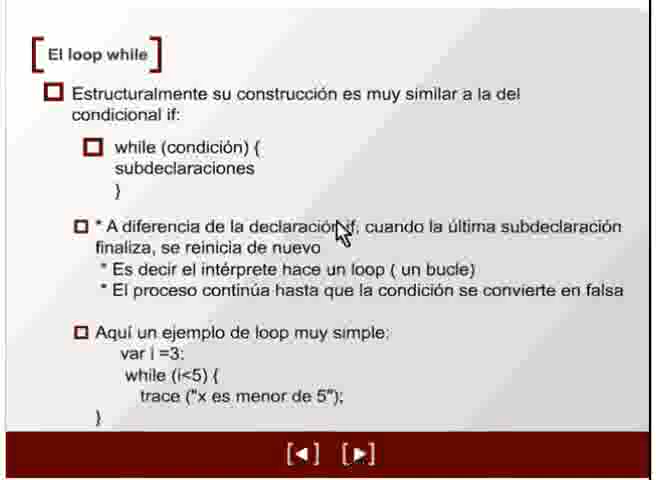 El loop while
Estructuralmente su construcción es muy similar a la del
condicional if:
while (condición) {
subdeclaraciones
}
* A diferencia de la declaración if, cuando la última subdeclaración
finaliza, se reinicia de nuevo
* Es decir el intérprete hace un loop ( un bucle)
* El proceso continúa hasta que la condición se convierte en falsa
Aquí un ejemplo de loop muy simple:
var i =3;
while (i<5) {
trace ("x es menor de 5");
}